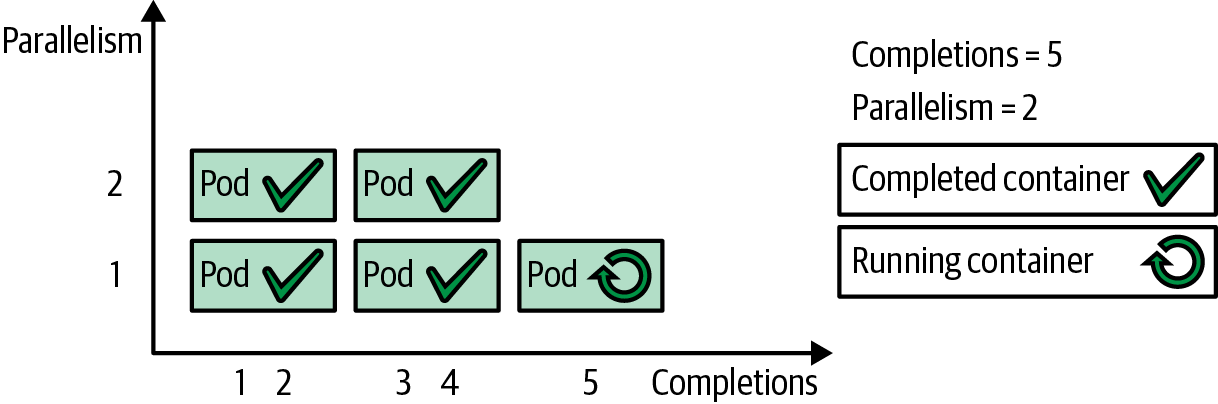 Parallelism
Completions = 5
Parallelism = 2
2
Pod
Pod
Completed container
1
Pod
Pod
Pod
Running container
1 2
3 4
5
Completions